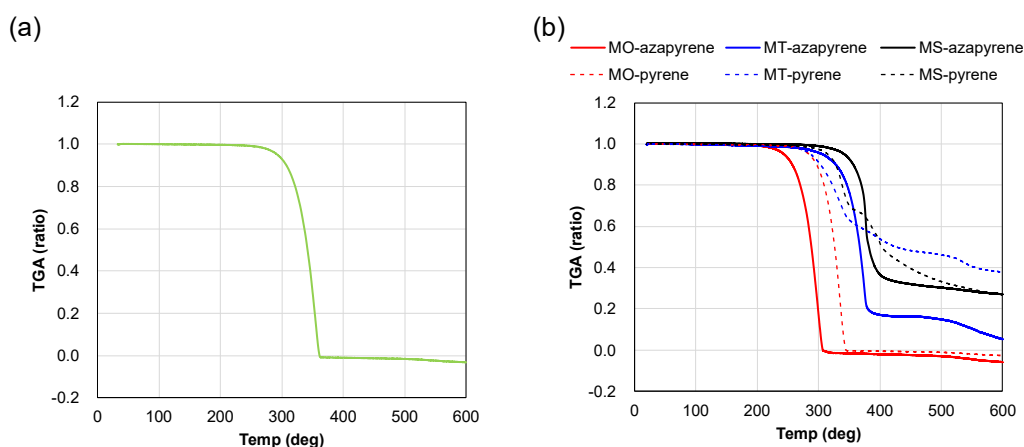 (a)
1.2
1.0
0.8
0.6
0.4
0.2
0.0
-0.2
TGA (ratio)
0 100 200 300 400 500 600
Temp (deg)
(b)
MO-azapyrene MT-azapyrene MS-azapyrene
MO-pyrene MT-pyrene MS-pyrene
1.2
1.0
0.8
0.6
0.4
0.2
0.0
-0.2
TGA (ratio)
0 100 200 300 400 500 600
Temp (deg)